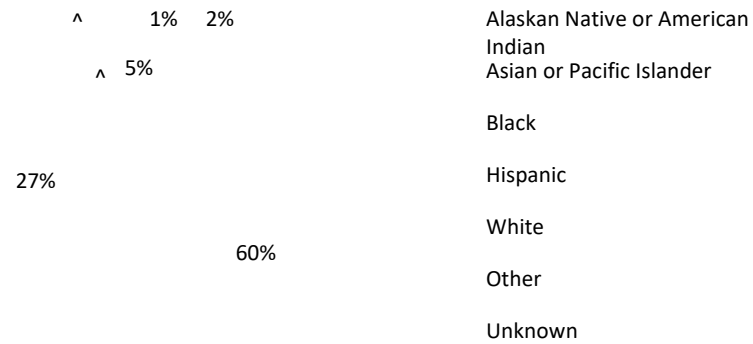 ^ 1% 2%
^ 5%
27%
60%
Alaskan Native or American
Indian
Asian or Pacific Islander
Black
Hispanic
White
Other
Unknown